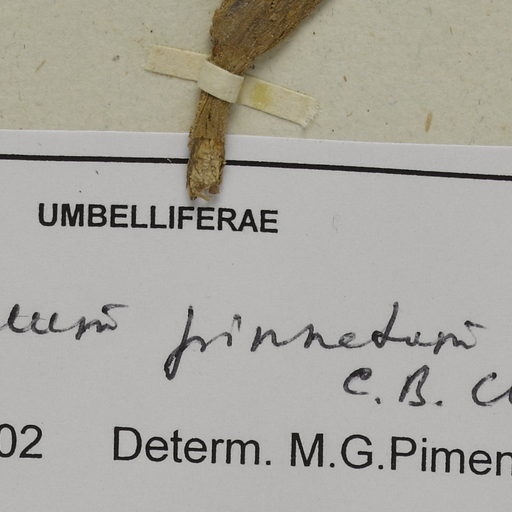 UMBELLIFERAE
pinnatum
C.B. Cl
02 Determ. M.G.Pimen